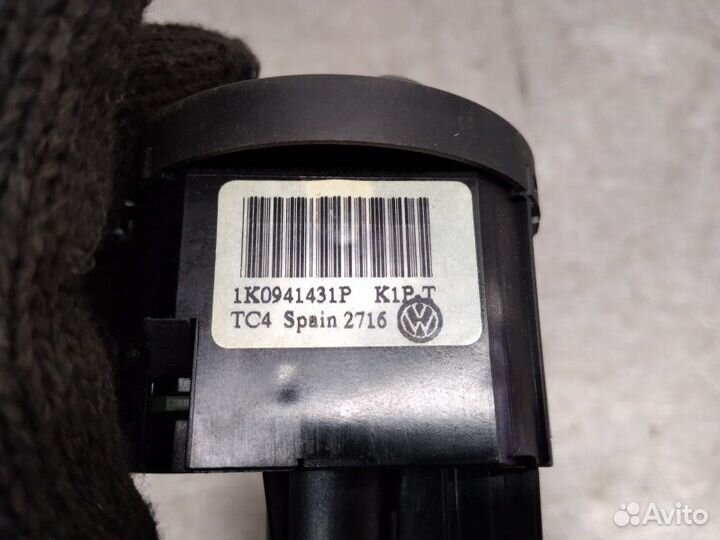 1K0941431P K1P-T
TC4 Spain 2716
Avito